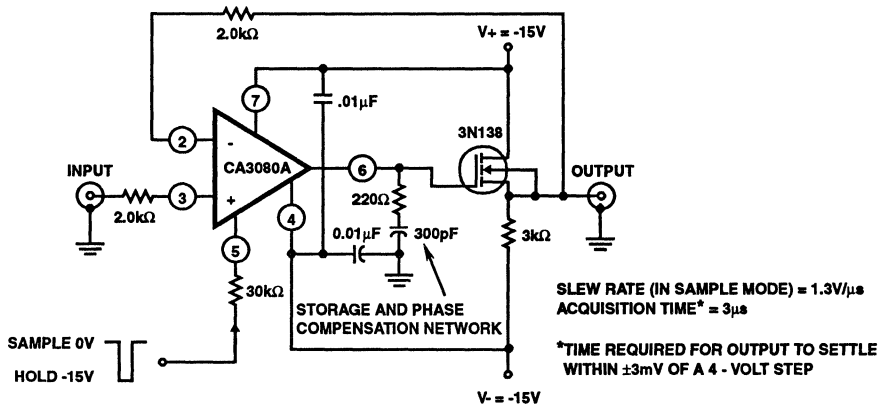 2.0kΩ
V+ = -15V
7
.01µF
3N138
2
-
CA3080A
6
INPUT
OUTPUT
3
+
2.0kΩ
220Ω
4
5
0.01µF
300pF
3kΩ
30kΩ
STORAGE AND PHASE
COMPENSATION NETWORK
SLEW RATE (IN SAMPLE MODE) = 1.3V/µs
ACQUISITION TIME* = 3µs
SAMPLE 0V
HOLD -15V
*TIME REQUIRED FOR OUTPUT TO SETTLE
WITHIN ±3mV OF A 4 - VOLT STEP
V- = -15V